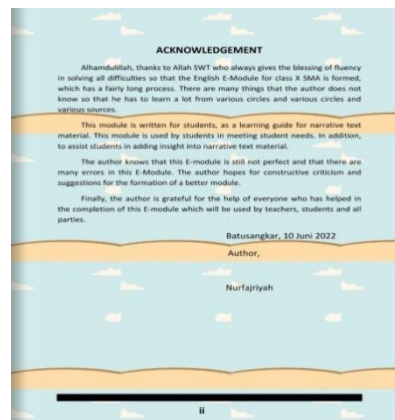 ACKNOWLEDGEMENT
Alhamdulillah, thanks to Allah SWT who always gives the blessing of fluency
in solving all difficulties so that the English E-Module for class X SMA is formed,
which has a fairly long process. There are many things that the author does not
know so that he has to learn a lot from various circles and various circles and
various sources.
This module is written for students, as a learning guide for narrative text
material. This module is used by students in meeting student needs. In addition,
to assist students in adding insight into narrative text material.
The author knows that this E-module is still not perfect and that there are
many errors in this E-Module. The author hopes for constructive criticism and
suggestions for the formation of a better module.
Finally, the author is grateful for the help of everyone who has helped in
the completion of this E-module which will be used by teachers, students and all
parties.
Batusangkar, 10 Juni 2022
Author,
Nurfajriyah
ii